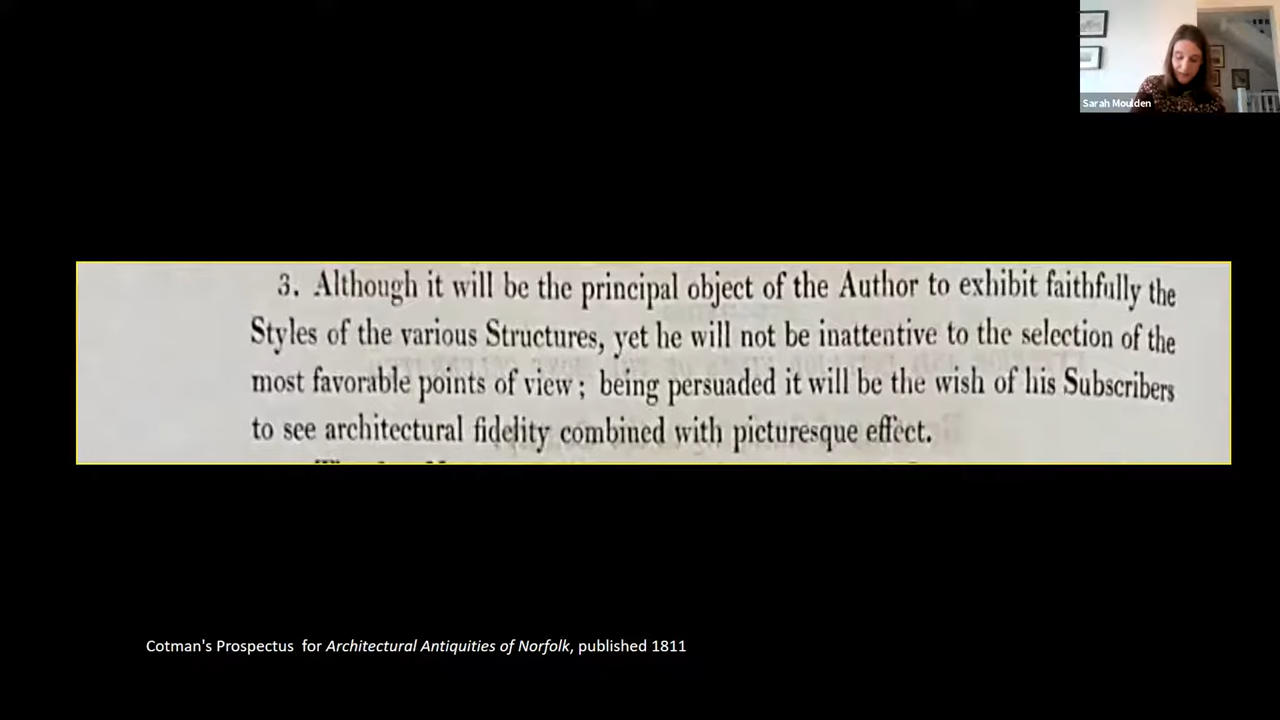 Sarah Moulden
3. Although it will be the principal object of the Author to exhibit faithfully the
Styles of the various Structures, yet he will not be inattentive to the selection of the
most favorable points of view; being persuaded it will be the wish of his Subscribers
to see architectural fidelity combined with picturesque effect.
Cotman's Prospectus for Architectural Antiquities of Norfolk, published 1811